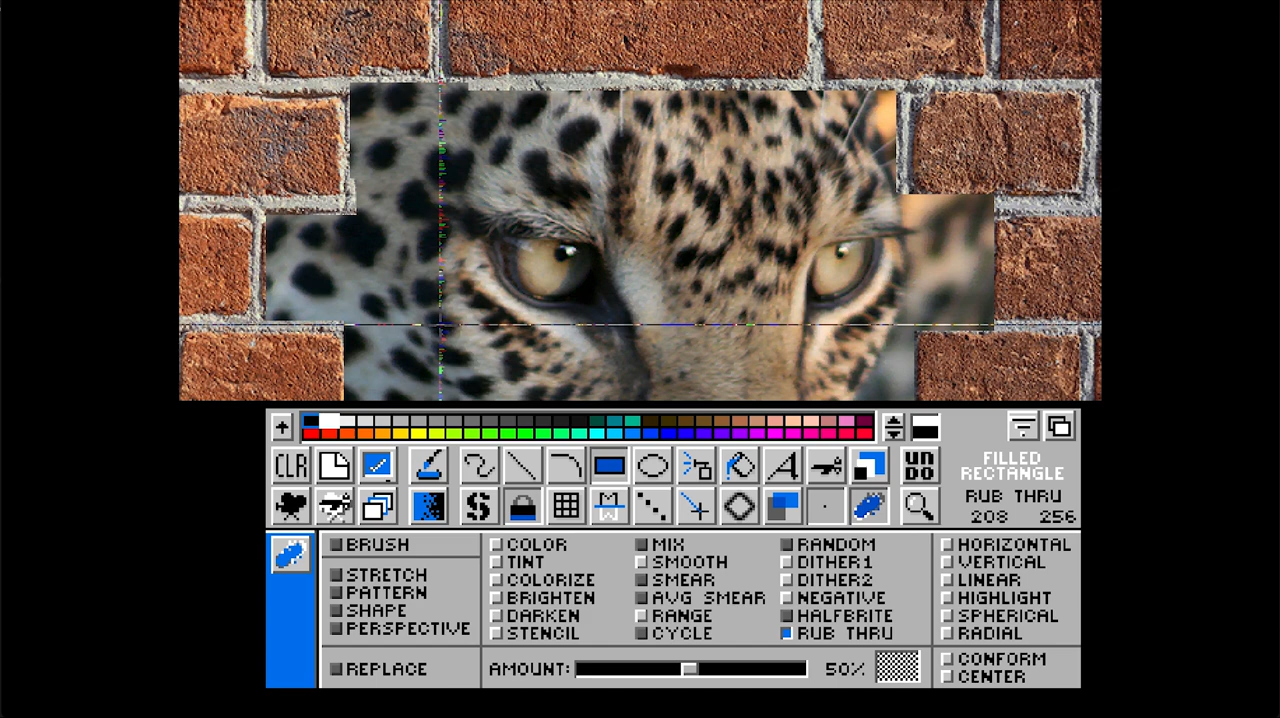 CLR
UN
DO
FILLED
RECTANGLE
RUB THRU
208 256
BRUSH
STRETCH
PATTERN
SHAPE
PERSPECTIVE
REPLACE
COLOR
TINT
COLORIZE
BRIGHTEN
DARKEN
STENCIL
MIX
SMOOTH
SMEAR
AVG SMEAR
RANGE
CYCLE
RANDOM
DITHER1
DITHER2
NEGATIVE
HALFBRITE
RUB THRU
AMOUNT: 50%
HORIZONTAL
VERTICAL
LINEAR
HIGHLIGHT
SPHERICAL
RADIAL
CONFORM
CENTER